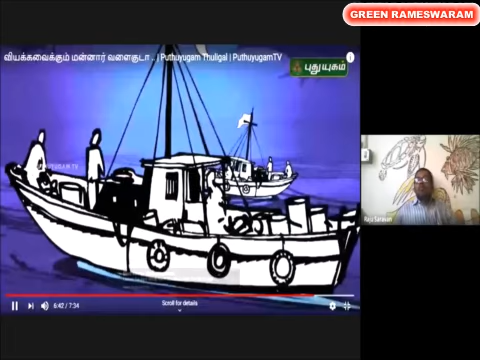 GREEN RAMESWARAM
வியக்கவைக்கும் மன்னார் வளைகுடா .. | Puthuyugam Thuligal | PuthuyugamTV
புதுயுகம்
6:42 / 7:34
Scroll for details